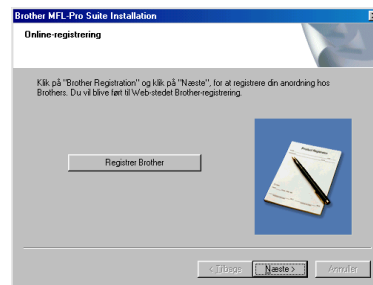 Brother MFL-Pro Suite Installation
Online-registrering
Klik på "Brother Registration" og klik på "Næste", for at registrere din anordning hos
Brothers. Du vil blive ført til Web-stedet Brother-registrering.
Registrer Brother
< Tilbage
Næste >
Annuller